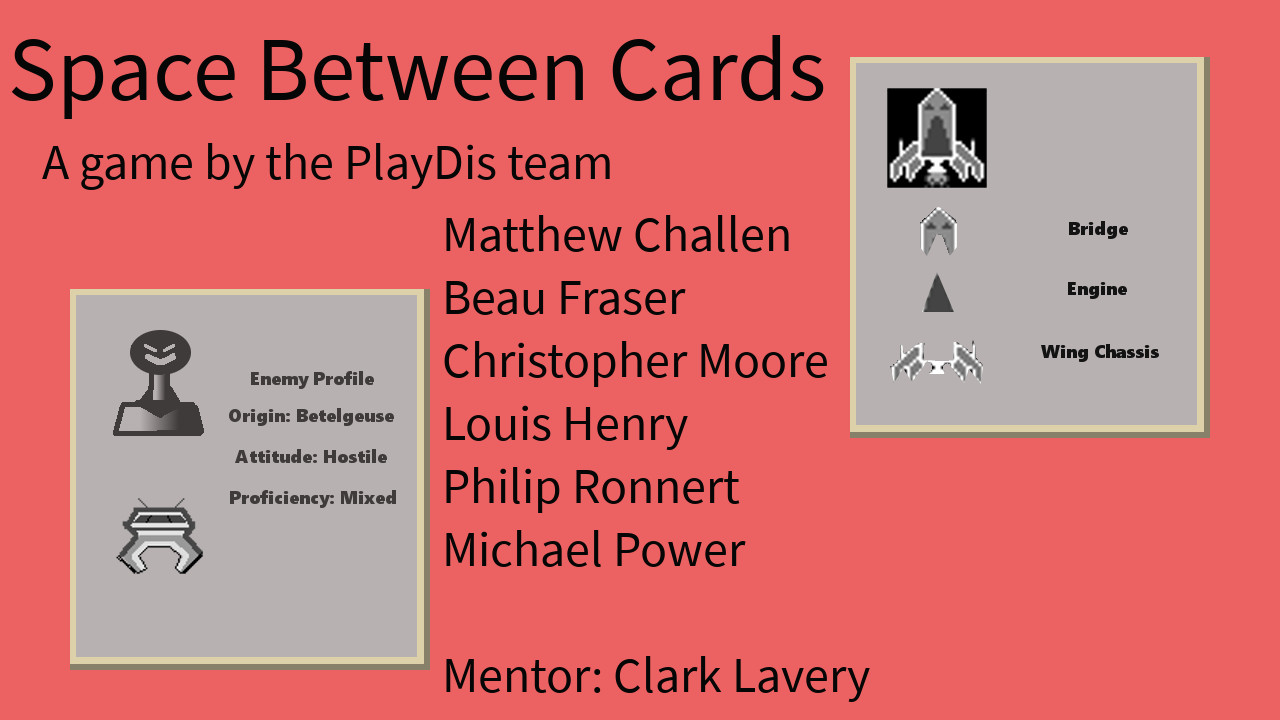 Space Between Cards
A game by the PlayDis team
Matthew Challen
Beau Fraser
Christopher Moore
Louis Henry
Philip Ronnert
Michael Power
Mentor: Clark Lavery
Enemy Profile
Origin: Betelgeuse
Attitude: Hostile
Proficiency: Mixed
Bridge
Engine
Wing Chassis